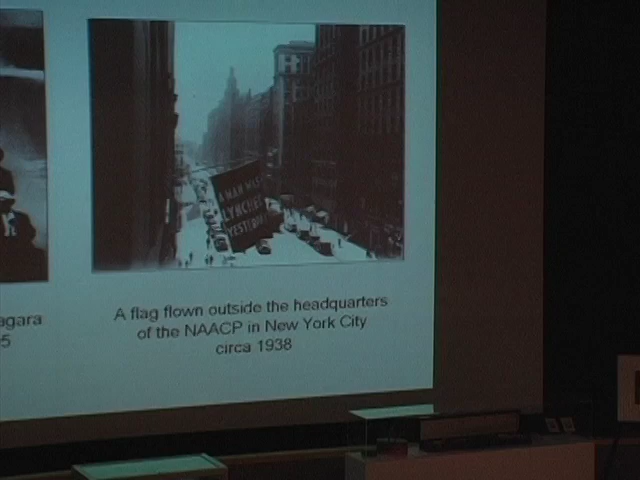 A MAN WAS
LYNCHED
YESTERDAY
agara
5
A flag flown outside the headquarters
of the NAACP in New York City
circa 1938